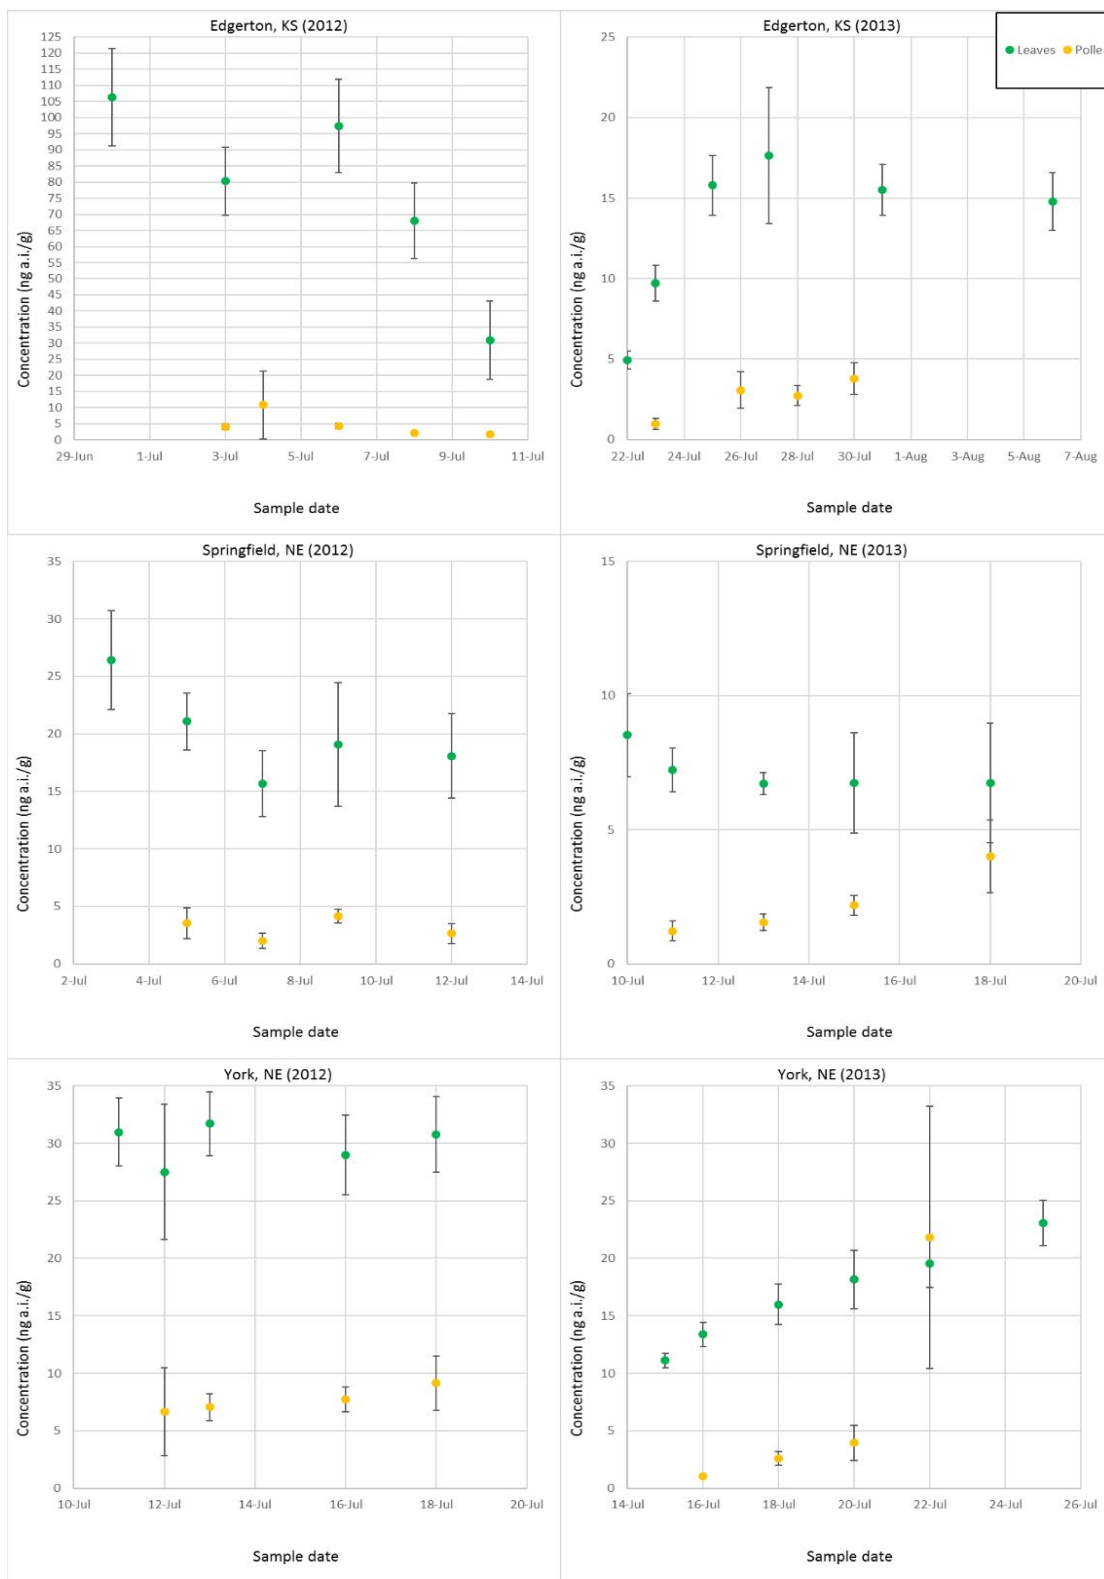 Edgerton, KS (2012)
125
120
115
110
105
100
95
90
85
80
75
70
65
60
55
50
45
40
35
30
25
20
15
10
5
0
Concentration (ng a.i./g)
29-Jun 1-Jul 3-Jul 5-Jul 7-Jul 9-Jul 11-Jul
Sample date
Edgerton, KS (2013)
Leaves Polle
25
20
15
10
5
0
Concentration (ng a.i./g)
22-Jul 24-Jul 26-Jul 28-Jul 30-Jul 1-Aug 3-Aug 5-Aug 7-Aug
Sample date
Springfield, NE (2012)
35
30
25
20
15
10
5
0
Concentration (ng a.i./g)
2-Jul 4-Jul 6-Jul 8-Jul 10-Jul 12-Jul 14-Jul
Sample date
Springfield, NE (2013)
15
10
5
0
Concentration (ng a.i./g)
10-Jul 12-Jul 14-Jul 16-Jul 18-Jul 20-Jul
Sample date
York, NE (2012)
35
30
25
20
15
10
5
0
Concentration (ng a.i./g)
10-Jul 12-Jul 14-Jul 16-Jul 18-Jul 20-Jul
Sample date
York, NE (2013)
35
30
25
20
15
10
5
0
Concentration (ng a.i./g)
14-Jul 16-Jul 18-Jul 20-Jul 22-Jul 24-Jul 26-Jul
Sample date